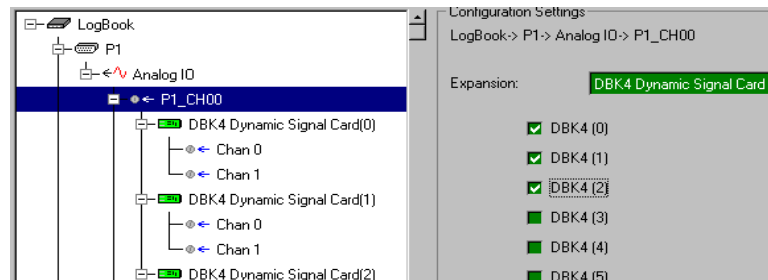 LogBook
P1
Analog IO
P1_CH00
DBK4 Dynamic Signal Card(0)
Chan 0
Chan 1
DBK4 Dynamic Signal Card(1)
Chan 0
Chan 1
DBK4 Dynamic Signal Card(2)
Configuration Settings
LogBook-> P1-> Analog IO-> P1_CH00
Expansion: DBK4 Dynamic Signal Card
DBK4 (0)
DBK4 (1)
DBK4 (2)
DBK4 (3)
DBK4 (4)
DBK4 (5)